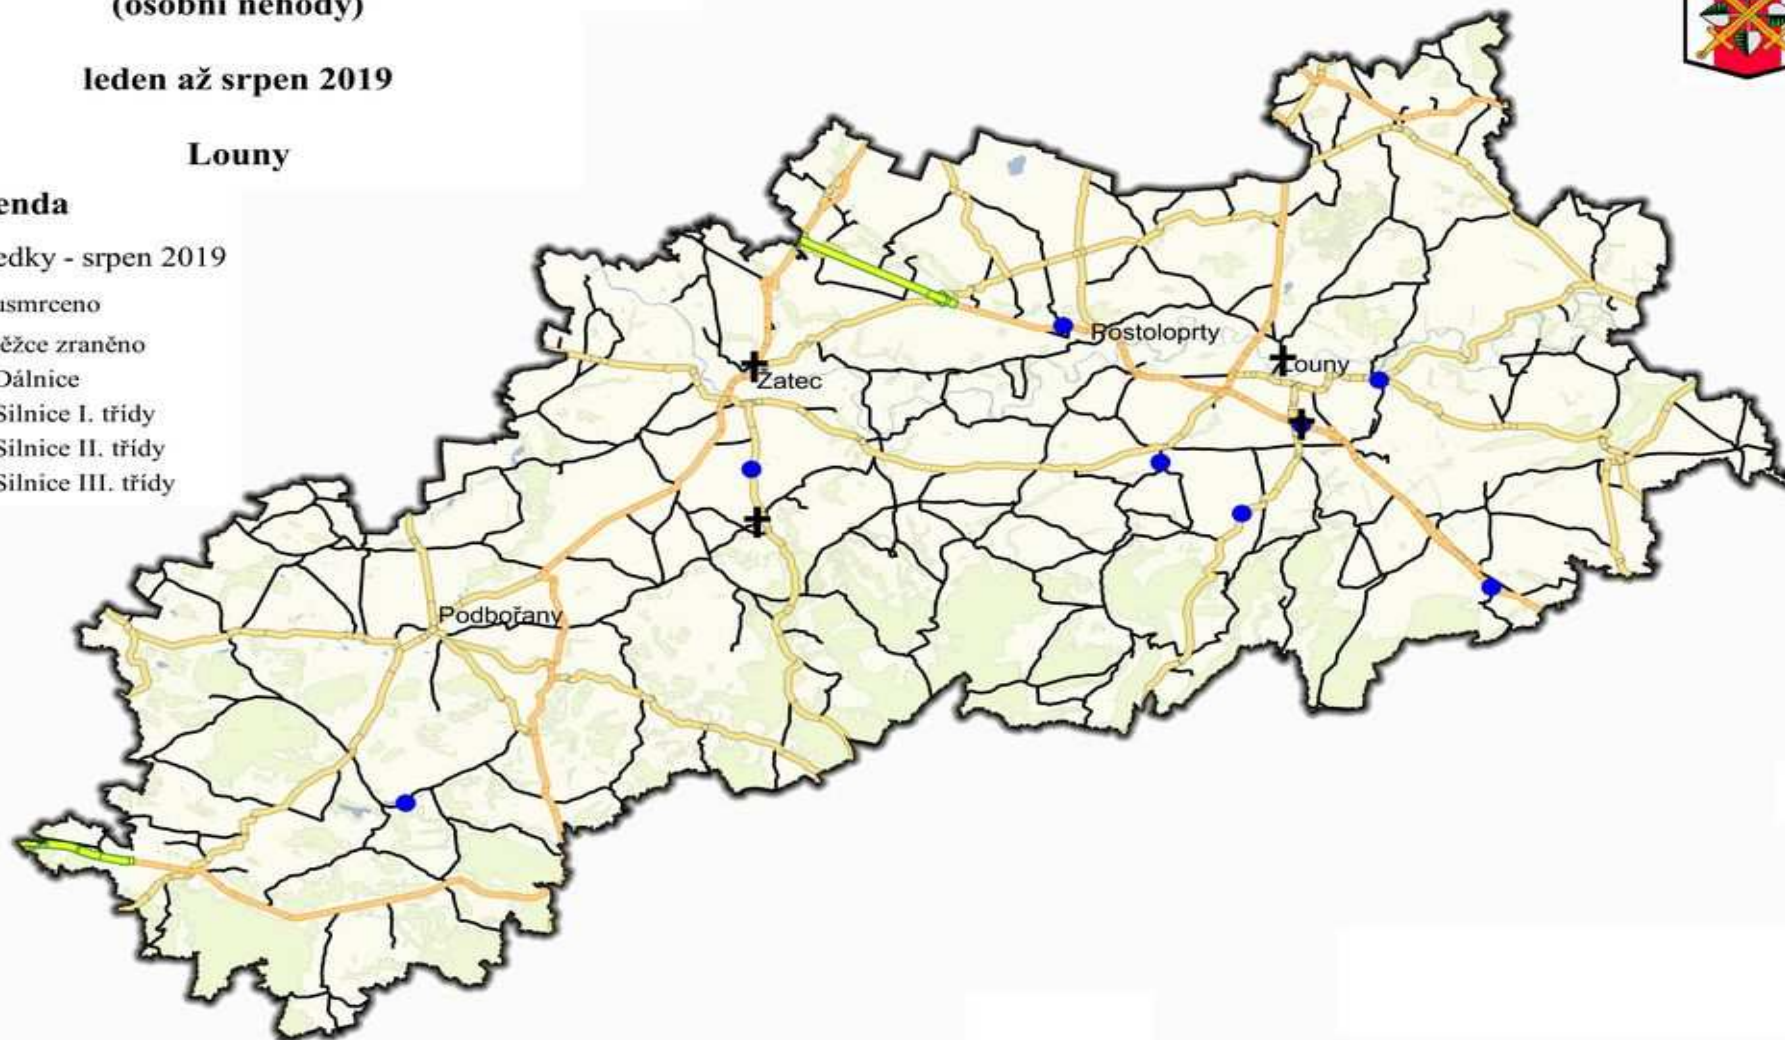 (osobní nehody)
leden až srpen 2019
Louny
enda
edky - srpen 2019
usmrceno
ěžce zraněno
Dálnice
Silnice I. třídy
Silnice II. třídy
Silnice III. třídy
Postoloprty
Louny
Žatec
Podbořany